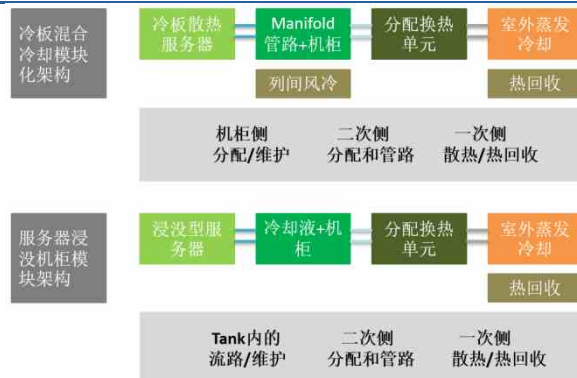 冷板混合
冷却模块
化架构
冷板散热
服务器
Manifold
管路+机柜
分配换热
单元
室外蒸发
冷却
列间风冷
热回收
机柜侧
分配/维护
二次侧
分配和管路
一次侧
散热/热回收
服务器浸
没机柜模
块架构
浸没型服
务器
冷却液+机
柜
分配换热
单元
室外蒸发
冷却
热回收
Tank内的
流路/维护
二次侧
分配和管路
一次侧
散热/热回收